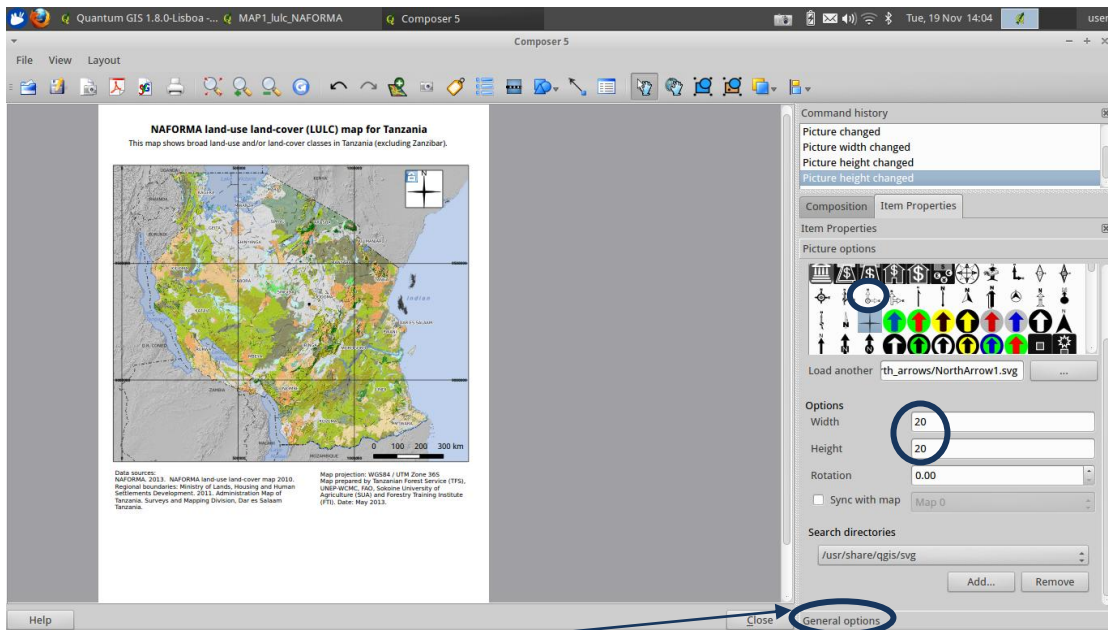 Quantum GIS 1.8.0-Lisboa -... MAP1_lulc_NAFORMA Composer 5 Tue, 19 Nov 14:04 user
Composer 5
File View Layout
NAFORMA land-use land-cover (LULC) map for Tanzania
This map shows broad land-use and/or land-cover classes in Tanzania (excluding Zanzibar).
Indian
0 100 200 300 km
Data sources:
NAFORMA. 2013. NAFORMA land-use land-cover map 2010.
Regional boundaries: Ministry of Lands, Housing and Human
Settlements Development. 2011. Administration Map of
Tanzania. Surveys and Mapping Division, Dar es Salaam
Tanzania.
Map projection: WGS84 / UTM Zone 36S
Map prepared by Tanzanian Forest Service (TFS),
UNEP-WCMC, FAO, Sokoine University of
Agriculture (SUA) and Forestry Training Institute
(FTI). Date: May 2013.
Command history
Picture changed
Picture width changed
Picture height changed
Picture height changed
Composition Item Properties
Item Properties
Picture options
Load another rth_arrows/NorthArrow1.svg ...
Options
Width 20
Height 20
Rotation 0.00
Sync with map Map 0
Search directories
/usr/share/qgis/svg
Add... Remove
Help Close General options